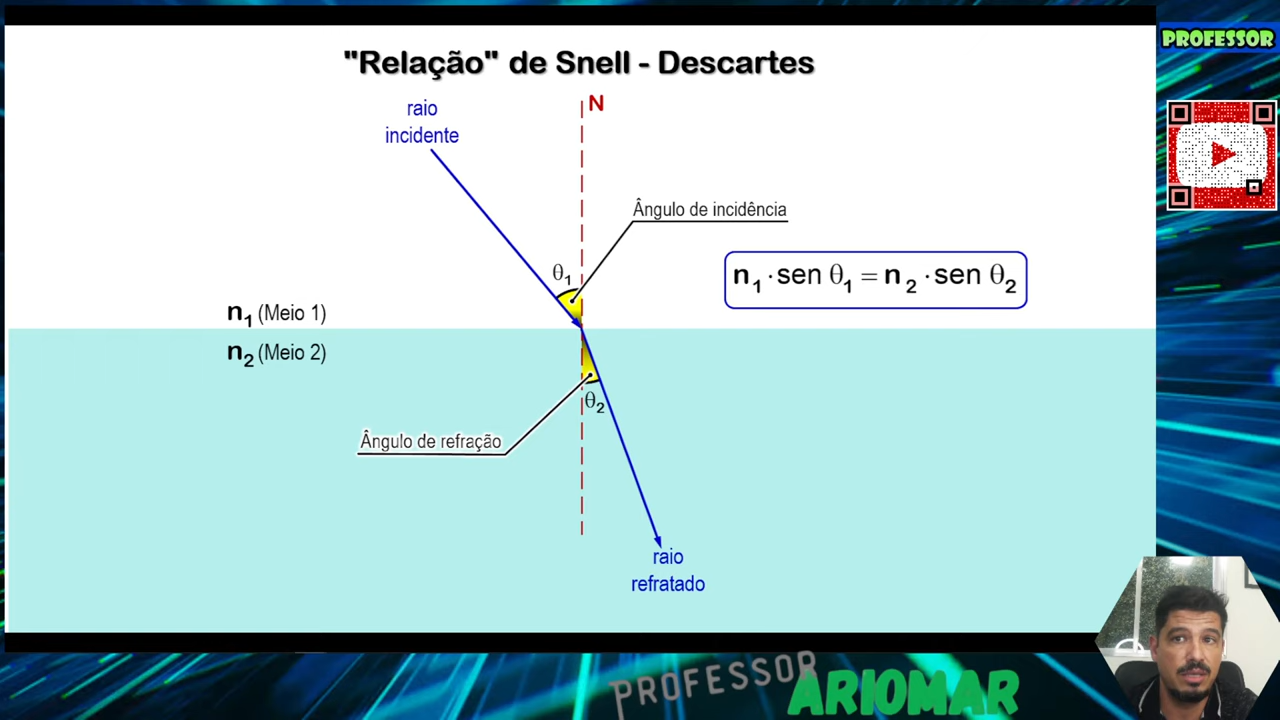 "Relação" de Snell - Descartes
PROFESSOR
raio
incidente
N
Ângulo de incidência
θ1
n1 · sen θ1 = n2 · sen θ2
n1 (Meio 1)
n2 (Meio 2)
θ2
Ângulo de refração
raio
refratado
PROFESSOR
ARIOMAR